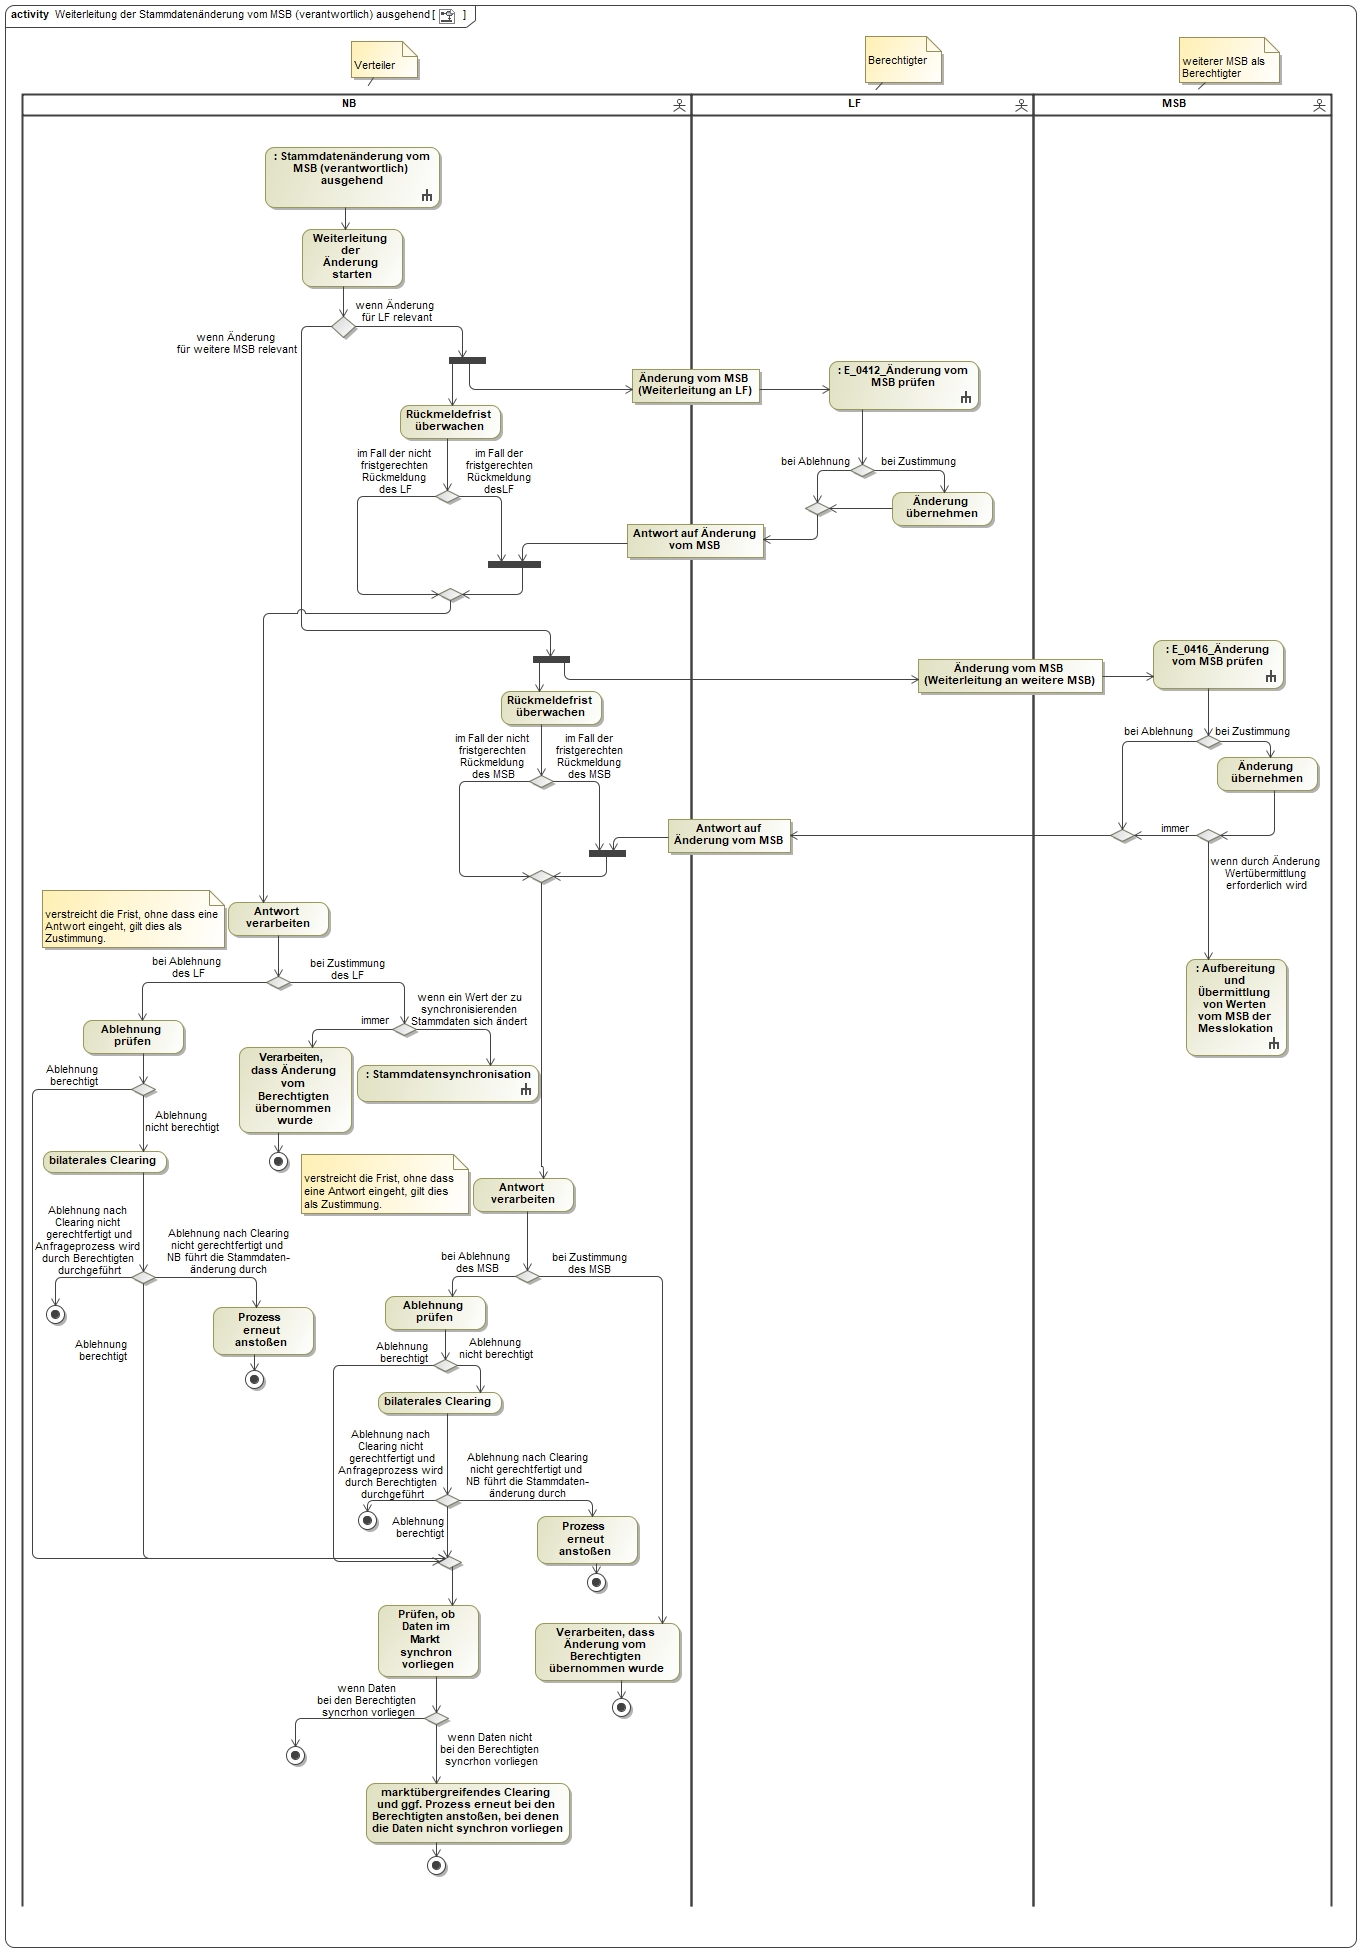 activity Weiterleitung der Stammdatenänderung vom MSB (verantwortlich) ausgehend [ ]
Verteiler
Berechtigter
weiterer MSB als
Berechtigter
NB
LF
MSB
: Stammdatenänderung vom
MSB (verantwortlich)
ausgehend
Weiterleitung
der
Änderung
starten
wenn Änderung
für LF relevant
wenn Änderung
für weitere MSB relevant
Änderung vom MSB
(Weiterleitung an LF)
: E_0412_Änderung vom
MSB prüfen
Rückmeldefrist
überwachen
im Fall der nicht
fristgerechten
Rückmeldung
des LF
im Fall der
fristgerechten
Rückmeldung
desLF
bei Ablehnung
bei Zustimmung
Änderung
übernehmen
Antwort auf Änderung
vom MSB
Änderung vom MSB
(Weiterleitung an weitere MSB)
: E_0416_Änderung
vom MSB prüfen
Rückmeldefrist
überwachen
im Fall der nicht
fristgerechten
Rückmeldung
des MSB
im Fall der
fristgerechten
Rückmeldung
des MSB
bei Ablehnung
bei Zustimmung
Änderung
übernehmen
Antwort auf
Änderung vom MSB
immer
wenn durch Änderung
Wertübermittlung
erforderlich wird
verstreicht die Frist, ohne dass eine
Antwort eingeht, gilt dies als
Zustimmung.
Antwort
verarbeiten
bei Ablehnung
des LF
bei Zustimmung
des LF
: Aufbereitung
und
Übermittlung
von Werten
vom MSB der
Messlokation
wenn ein Wert der zu
synchronisierenden
Stammdaten sich ändert
immer
Ablehnung
prüfen
Verarbeiten,
dass Änderung
vom
Berechtigten
übernommen
wurde
: Stammdatensynchronisation
Ablehnung
berechtigt
Ablehnung
nicht berechtigt
bilaterales Clearing
verstreicht die Frist, ohne dass
eine Antwort eingeht, gilt dies
als Zustimmung.
Antwort
verarbeiten
Ablehnung nach
Clearing nicht
gerechtfertigt und
Anfrageprozess wird
durch Berechtigten
durchgeführt
Ablehnung nach Clearing
nicht gerechtfertigt und
NB führt die Stammdaten-
änderung durch
bei Ablehnung
des MSB
bei Zustimmung
des MSB
Prozess
erneut
anstoßen
Ablehnung
prüfen
Ablehnung
berechtigt
Ablehnung
berechtigt
Ablehnung
nicht berechtigt
bilaterales Clearing
Ablehnung nach
Clearing nicht
gerechtfertigt und
Anfrageprozess wird
durch Berechtigten
durchgeführt
Ablehnung nach Clearing
nicht gerechtfertigt und
NB führt die Stammdaten-
änderung durch
Ablehnung
berechtigt
Prozess
erneut
anstoßen
Prüfen, ob
Daten im
Markt
synchron
vorliegen
Verarbeiten, dass
Änderung vom
Berechtigten
übernommen wurde
wenn Daten
bei den Berechtigten
syncrhon vorliegen
wenn Daten nicht
bei den Berechtigten
syncrhon vorliegen
marktübergreifendes Clearing
und ggf. Prozess erneut bei den
Berechtigten anstoßen, bei denen
die Daten nicht synchron vorliegen